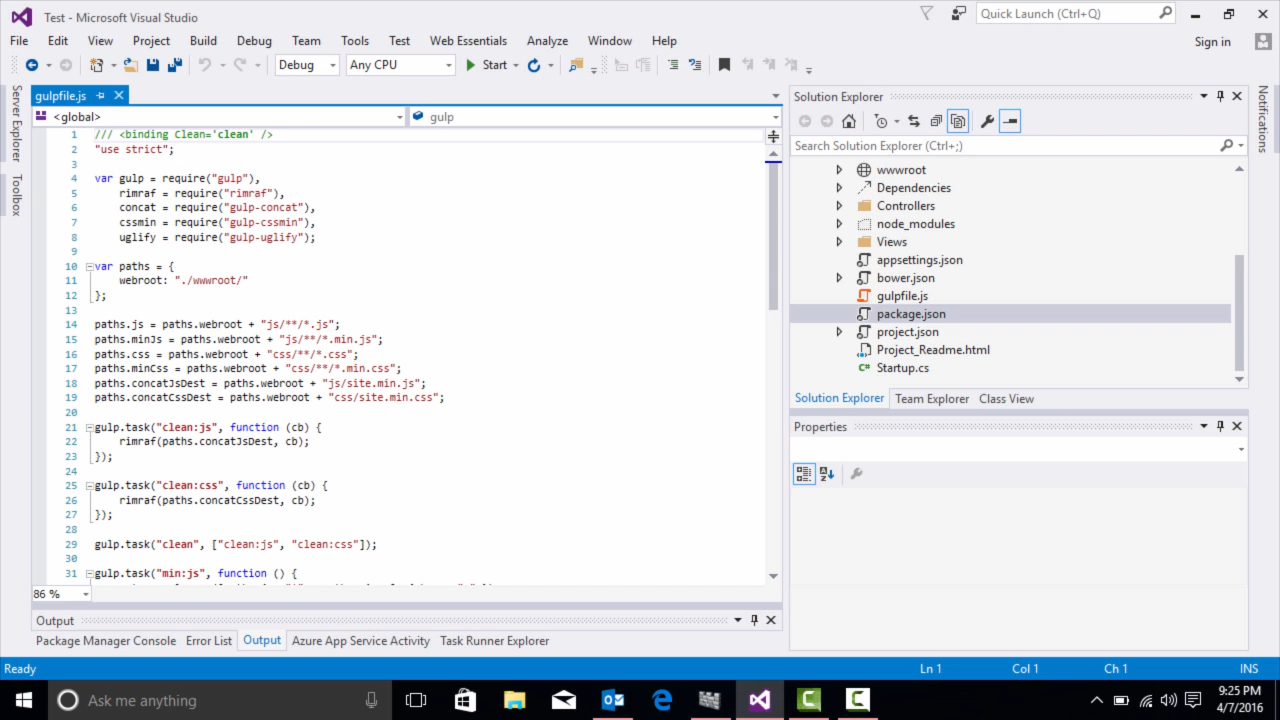 Test - Microsoft Visual Studio
Quick Launch (Ctrl+Q)
File Edit View Project Build Debug Team Tools Test Web Essentials Analyze Window Help
Sign in
Debug Any CPU Start
Server Explorer
Toolbox
gulpfile.js
<global> gulp
1 /// <binding Clean='clean' />
2 "use strict";
3
4 var gulp = require("gulp"),
5 rimraf = require("rimraf"),
6 concat = require("gulp-concat"),
7 cssmin = require("gulp-cssmin"),
8 uglify = require("gulp-uglify");
9
10 var paths = {
11 webroot: "./wwwroot/"
12 };
13
14 paths.js = paths.webroot + "js/**/*.js";
15 paths.minJs = paths.webroot + "js/**/*.min.js";
16 paths.css = paths.webroot + "css/**/*.css";
17 paths.minCss = paths.webroot + "css/**/*.min.css";
18 paths.concatJsDest = paths.webroot + "js/site.min.js";
19 paths.concatCssDest = paths.webroot + "css/site.min.css";
20
21 gulp.task("clean:js", function (cb) {
22 rimraf(paths.concatJsDest, cb);
23 });
24
25 gulp.task("clean:css", function (cb) {
26 rimraf(paths.concatCssDest, cb);
27 });
28
29 gulp.task("clean", ["clean:js", "clean:css"]);
30
31 gulp.task("min:js", function () {
86 %
Output
Package Manager Console Error List Output Azure App Service Activity Task Runner Explorer
Solution Explorer
Search Solution Explorer (Ctrl+;)
wwwroot
Dependencies
Controllers
node_modules
Views
appsettings.json
bower.json
gulpfile.js
package.json
project.json
Project_Readme.html
C# Startup.cs
Solution Explorer Team Explorer Class View
Properties
Notifications
Ready Ln 1 Col 1 Ch 1 INS
Ask me anything
9:25 PM
4/7/2016